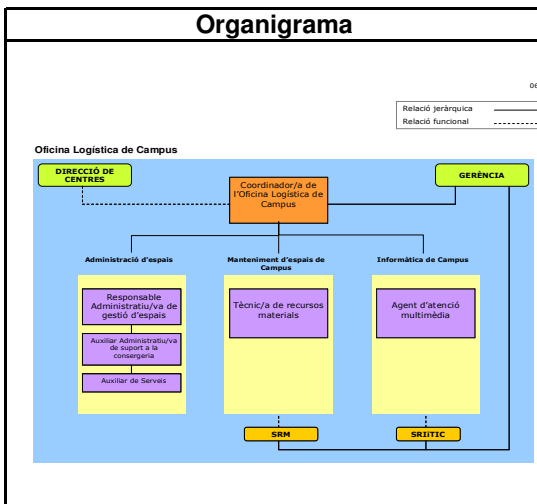 Organigrama
06
Relació jeràrquica
Relació funcional
Oficina Logística de Campus
DIRECCIÓ DE
CENTRES
GERÈNCIA
Coordinador/a de
l'Oficina Logística de
Campus
Administració d'espais
Manteniment d'espais de
Campus
Informàtica de Campus
Responsable
Administratiu/va de
gestió d'espais
Auxiliar Administratiu/va
de suport a la
consergeria
Auxiliar de Serveis
Tècnic/a de recursos
materials
Agent d'atenció
multimèdia
SRM
SRIiTIC